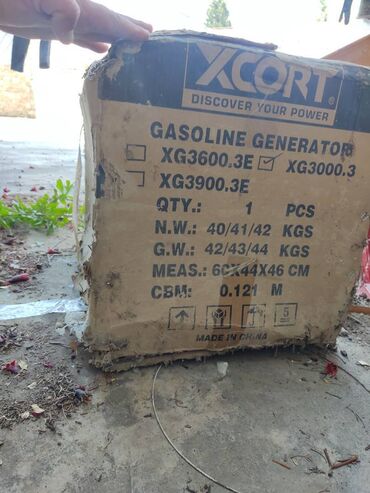 XCORT®
DISCOVER YOUR POWER
GASOLINE GENERATOR
XG3600.3E XG3000.3
XG3900.3E
QTY.: 1 PCS
N.W.: 40/41/42 KGS
G.W.: 42/43/44 KGS
MEAS.: 60X44X46 CM
CBM: 0.121 M
5
MADE IN CHINA